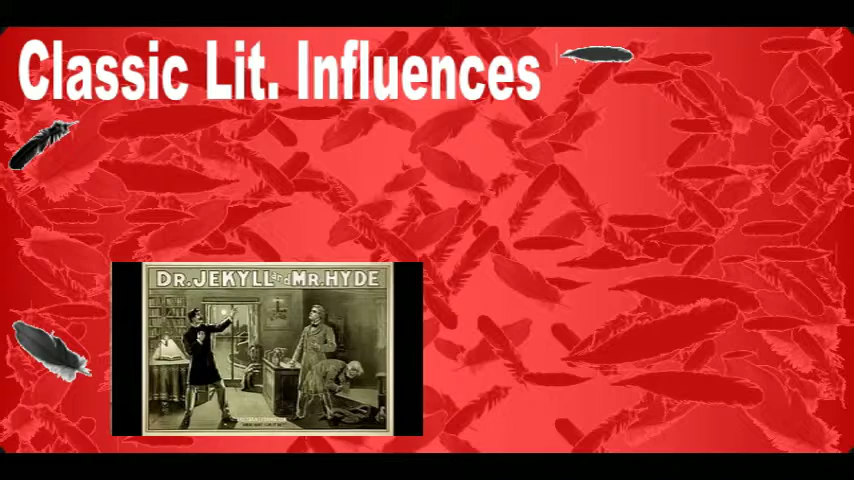 Classic Lit. Influences
DR. JEKYLL and MR. HYDE